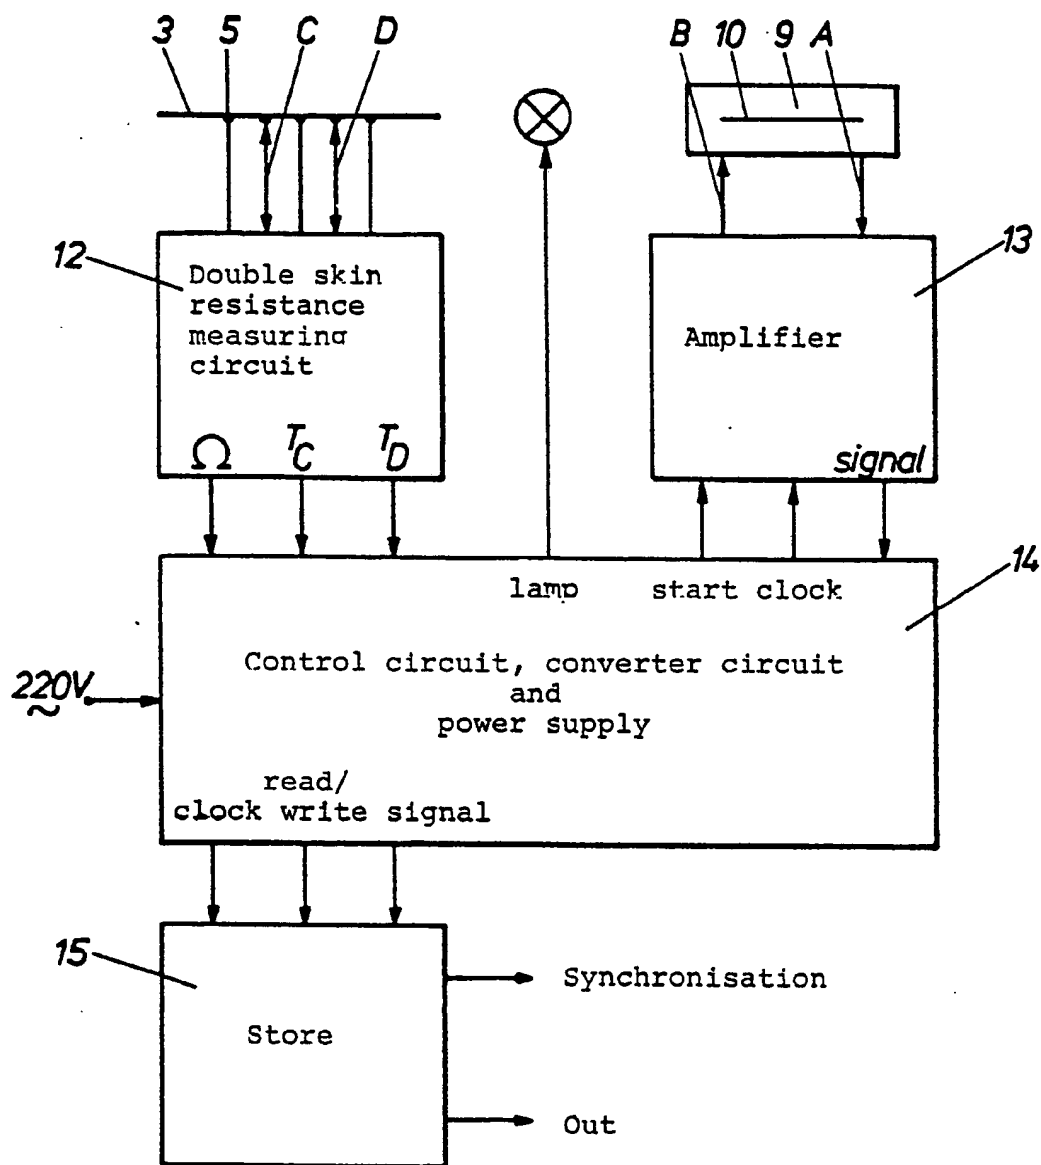 3 5 C D
B 10 9 A
12
Double skin
resistance
measuring
circuit
Ω T_C T_D
13
Amplifier
signal
14
lamp start clock
Control circuit, converter circuit
and
power supply
220V
~
read/
clock write signal
15
Store
Synchronisation
Out